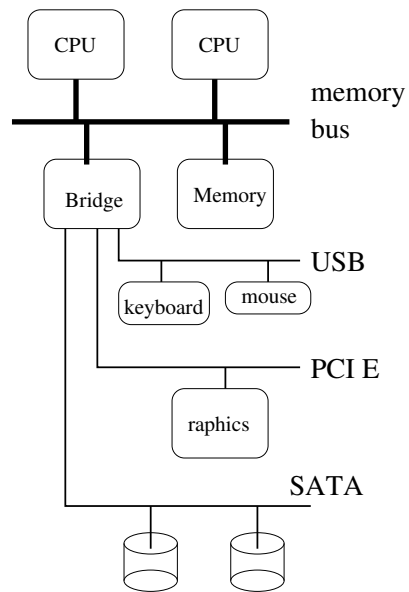 CPU
CPU
memory
bus
Bridge
Memory
USB
keyboard
mouse
PCI E
raphics
SATA